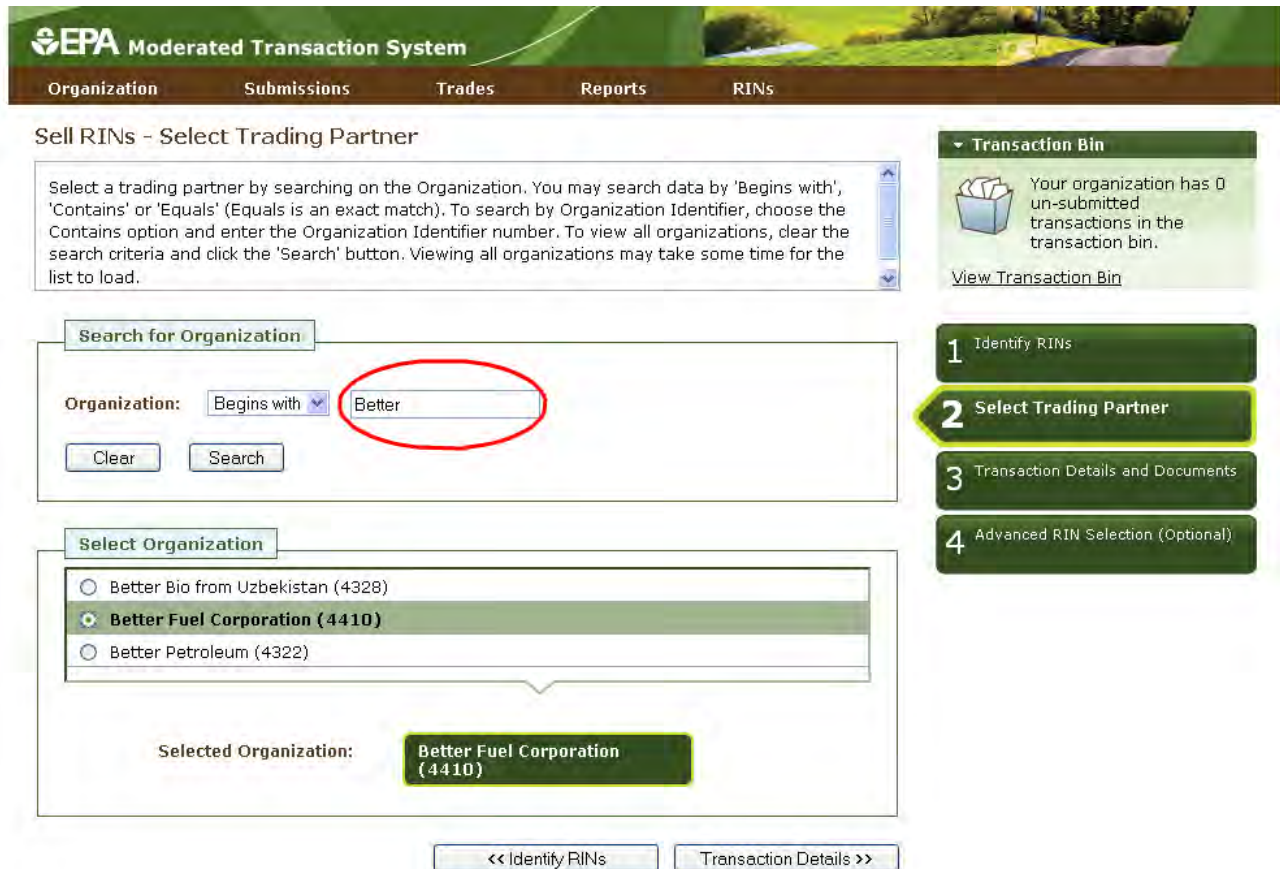 EPA Moderated Transaction System
Organization Submissions Trades Reports RINs
Sell RINs - Select Trading Partner
Select a trading partner by searching on the Organization. You may search data by 'Begins with',
'Contains' or 'Equals' (Equals is an exact match). To search by Organization Identifier, choose the
Contains option and enter the Organization Identifier number. To view all organizations, clear the
search criteria and click the 'Search' button. Viewing all organizations may take some time for the
list to load.
Search for Organization
Organization: Begins with Better
Clear Search
Select Organization
Better Bio from Uzbekistan (4328)
Better Fuel Corporation (4410)
Better Petroleum (4322)
Selected Organization:
Better Fuel Corporation
(4410)
<< Identify RINs Transaction Details >>
Transaction Bin
Your organization has 0
un-submitted
transactions in the
transaction bin.
View Transaction Bin
1 Identify RINs
2 Select Trading Partner
3 Transaction Details and Documents
4 Advanced RIN Selection (Optional)